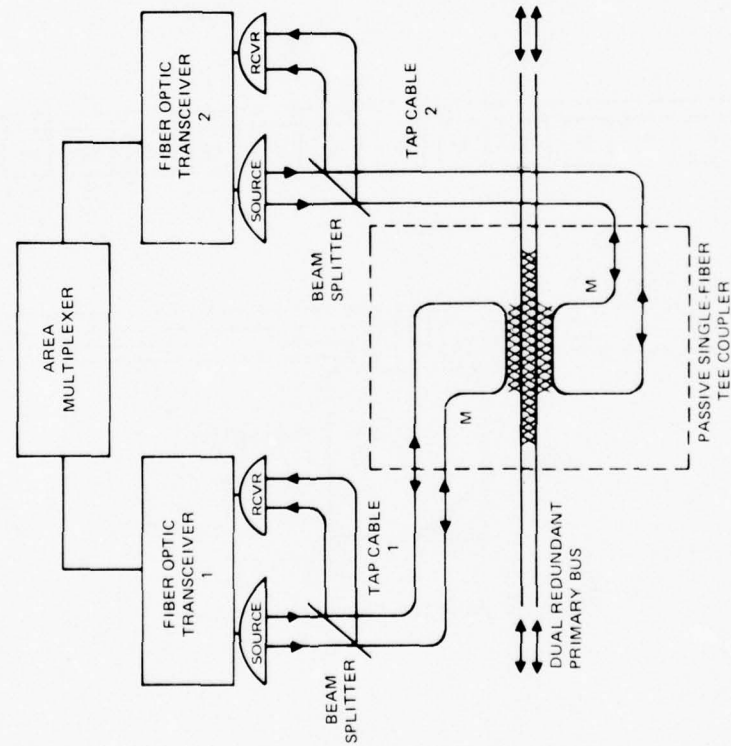 AREA
MULTIPLEXER
FIBER OPTIC
TRANSCEIVER
1
FIBER OPTIC
TRANSCEIVER
2
SOURCE
RCVR
SOURCE
RCVR
BEAM
SPLITTER
TAP CABLE
1
BEAM
SPLITTER
TAP CABLE
2
M
M
DUAL REDUNDANT
PRIMARY BUS
PASSIVE SINGLE-FIBER
TEE COUPLER